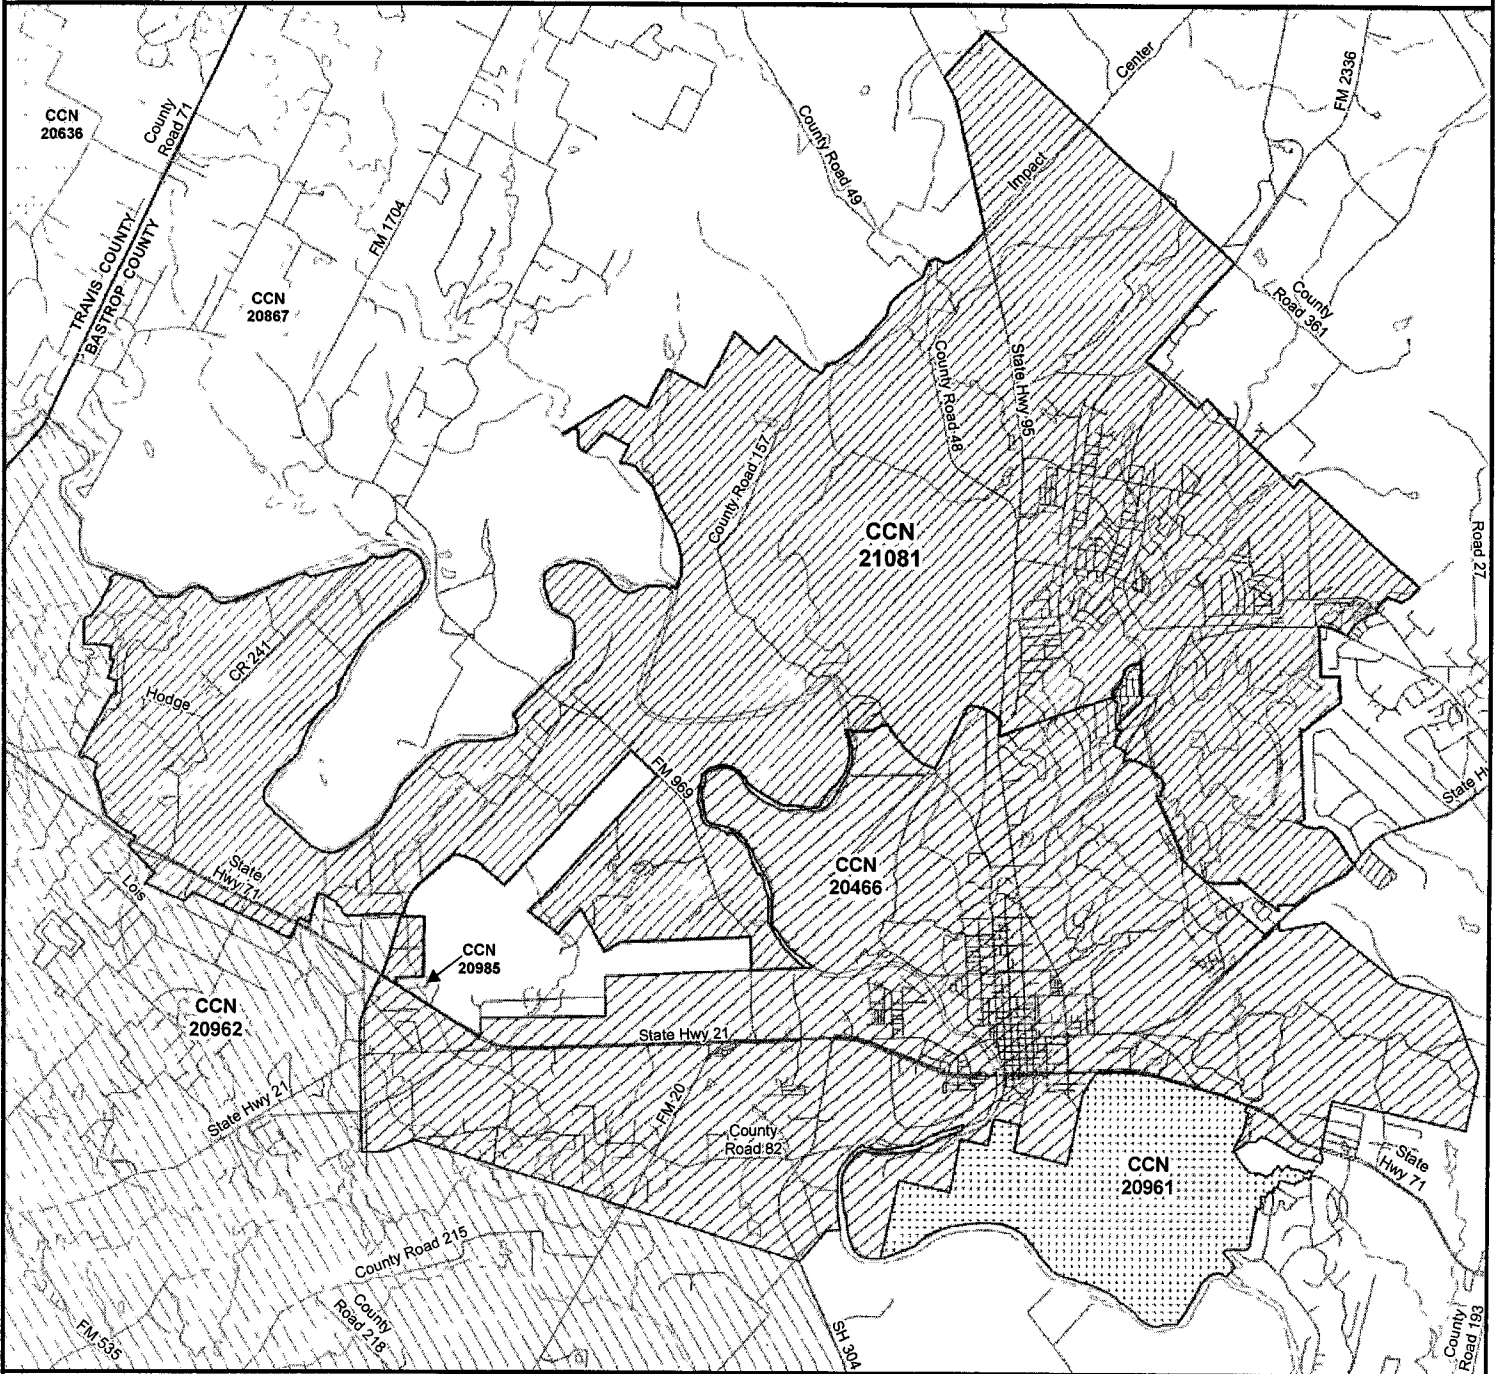 CCN
20636
County
Road 71
TRAVIS COUNTY
BASTROP COUNTY
FM 1704
CCN
20867
County Road 49
Center
Impact
FM 2336
County
Road 361
County Road 48
State Hwy 95
County Road 157
CCN
21081
Road 27
CR 241
Hodge
FM 969
State H
State
Hwy 71
Lois
CCN
20466
CCN
20985
CCN
20962
State Hwy 21
State Hwy 21
FM 20
County
Road 82
CCN
20961
State
Hwy 71
County Road 215
County
Road 218
FM 535
SH 304
County
Road 193